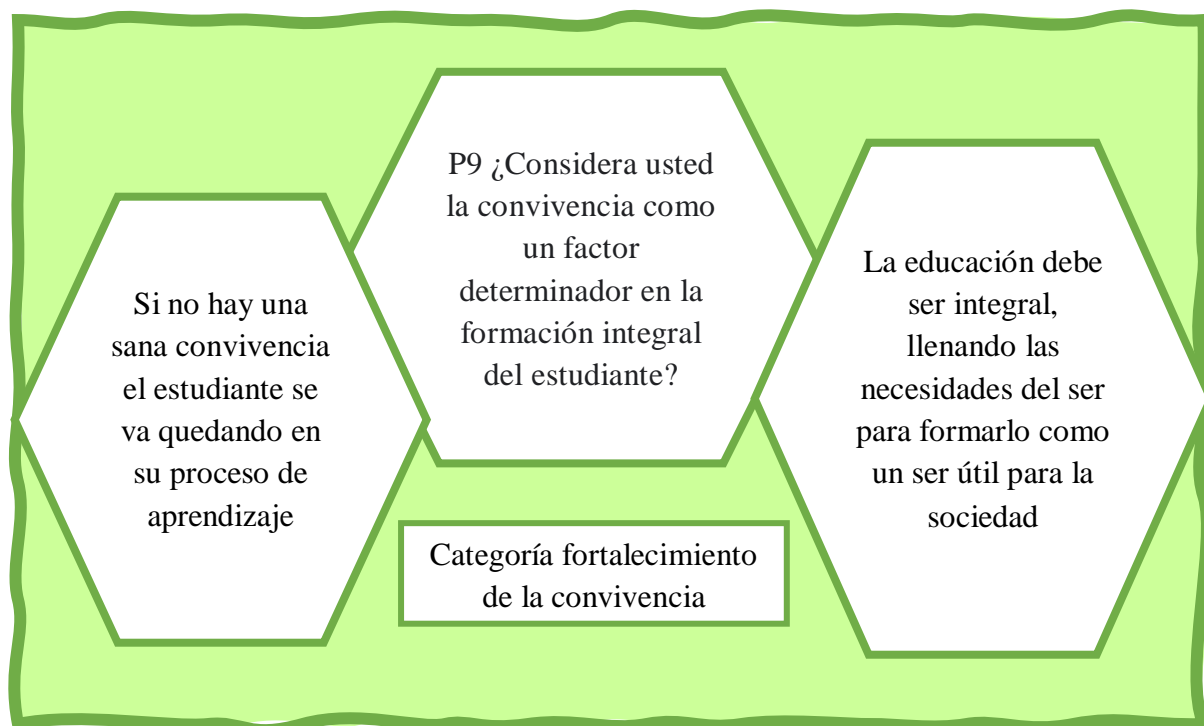 P9 ¿Considera usted
la convivencia como
un factor
determinador en la
formación integral
del estudiante?
Si no hay una
sana convivencia
el estudiante se
va quedando en
su proceso de
aprendizaje
La educación debe
ser integral,
llenando las
necesidades del ser
para formarlo como
un ser útil para la
sociedad
Categoría fortalecimiento
de la convivencia